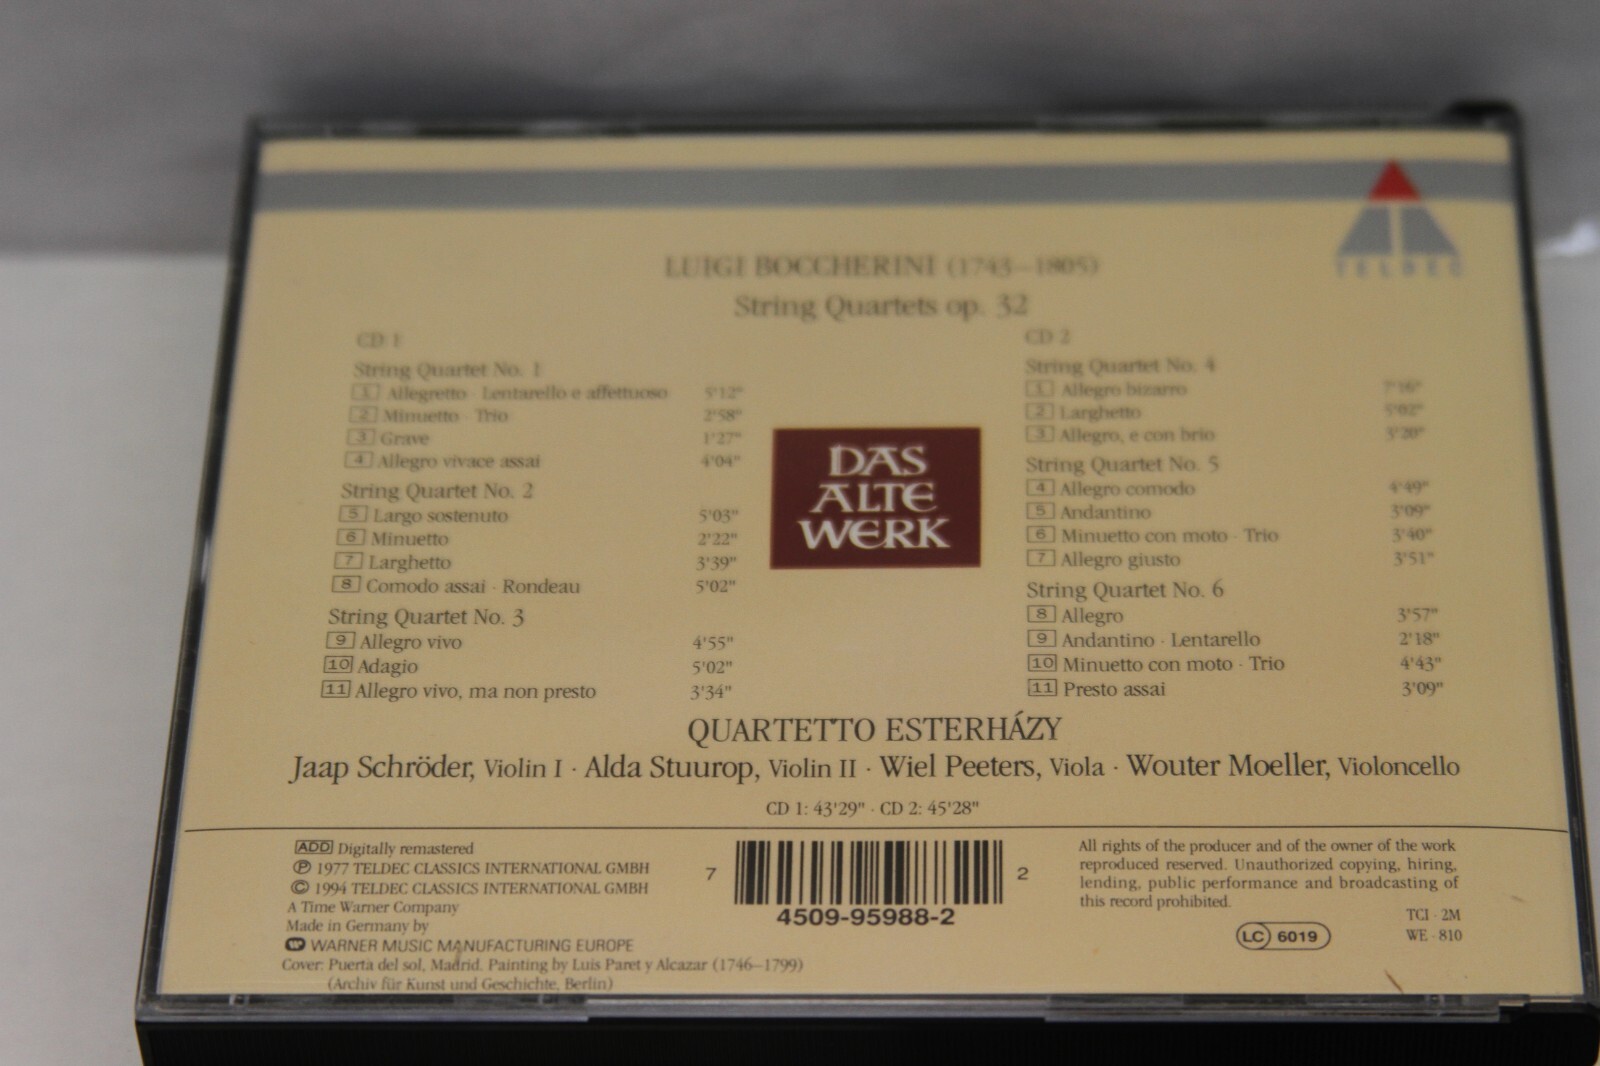 TELDEC
LUIGI BOCCHERINI (1743–1805)
String Quartets op. 32
CD 1
String Quartet No. 1
1 Allegretto · Lentarello e affettuoso 5'12"
2 Minuetto · Trio 2'58"
3 Grave 1'27"
4 Allegro vivace assai 4'04"
String Quartet No. 2
5 Largo sostenuto 5'03"
6 Minuetto 2'22"
7 Larghetto 3'39"
8 Comodo assai · Rondeau 5'02"
String Quartet No. 3
9 Allegro vivo 4'55"
10 Adagio 5'02"
11 Allegro vivo, ma non presto 3'34"
DAS
ALTE
WERK
CD 2
String Quartet No. 4
1 Allegro bizarro 7'16"
2 Larghetto 5'02"
3 Allegro, e con brio 3'20"
String Quartet No. 5
4 Allegro comodo 4'49"
5 Andantino 3'09"
6 Minuetto con moto · Trio 3'40"
7 Allegro giusto 3'51"
String Quartet No. 6
8 Allegro 3'57"
9 Andantino · Lentarello 2'18"
10 Minuetto con moto · Trio 4'43"
11 Presto assai 3'09"
QUARTETTO ESTERHÁZY
Jaap Schröder, Violin I · Alda Stuurop, Violin II · Wiel Peeters, Viola · Wouter Moeller, Violoncello
CD 1: 43'29" · CD 2: 45'28"
ADD Digitally remastered
Ⓟ 1977 TELDEC CLASSICS INTERNATIONAL GMBH
© 1994 TELDEC CLASSICS INTERNATIONAL GMBH
A Time Warner Company
Made in Germany by
WARNER MUSIC MANUFACTURING EUROPE
Cover: Puerta del sol, Madrid. Painting by Luis Paret y Alcazar (1746–1799)
(Archiv für Kunst und Geschichte, Berlin)
7 2
4509-95988-2
All rights of the producer and of the owner of the work
reproduced reserved. Unauthorized copying, hiring,
lending, public performance and broadcasting of
this record prohibited.
LC 6019
TCI · 2M
WE · 810